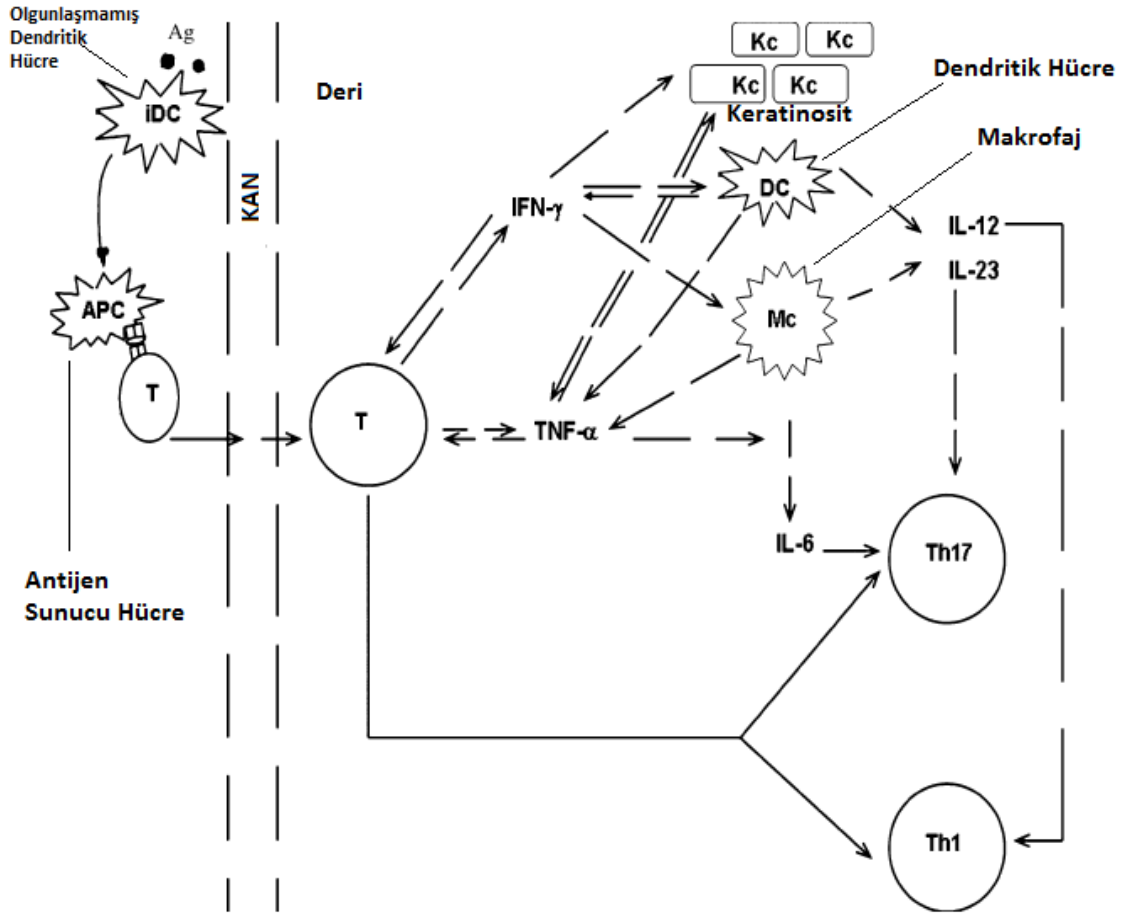 Olgunlaşmamış
Dendritik
Hücre
Ag
iDC
KAN
Deri
APC
T
Antijen
Sunucu Hücre
T
Kc
Kc
Kc
Kc
Keratinosit
Dendritik Hücre
DC
Makrofaj
IFN-γ
Mc
IL-12
IL-23
TNF-α
IL-6
Th17
Th1